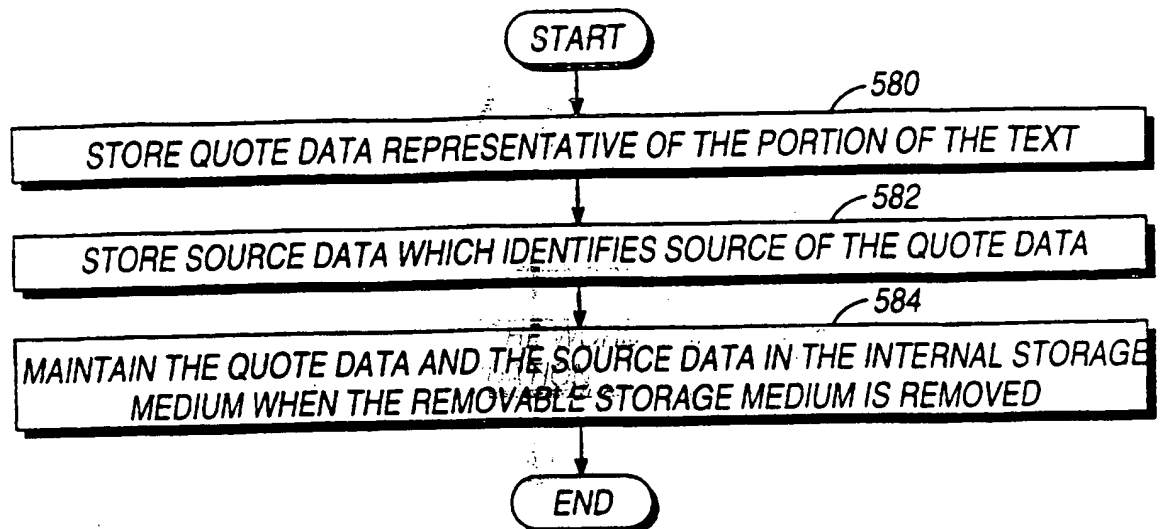 START
580
STORE QUOTE DATA REPRESENTATIVE OF THE PORTION OF THE TEXT
582
STORE SOURCE DATA WHICH IDENTIFIES SOURCE OF THE QUOTE DATA
584
MAINTAIN THE QUOTE DATA AND THE SOURCE DATA IN THE INTERNAL STORAGE
MEDIUM WHEN THE REMOVABLE STORAGE MEDIUM IS REMOVED
END